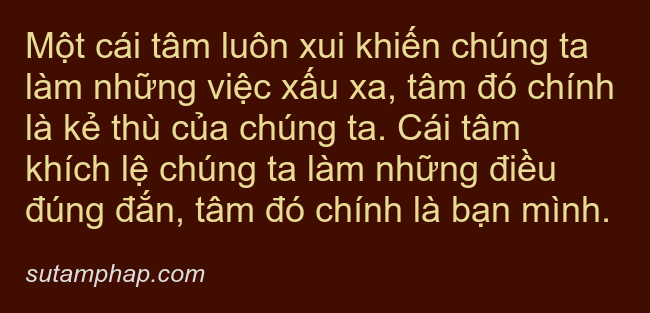 Một cái tâm luôn xui khiến chúng ta
làm những việc xấu xa, tâm đó chính
là kẻ thù của chúng ta. Cái tâm
khích lệ chúng ta làm những điều
đúng đắn, tâm đó chính là bạn mình.
sutamphap.com